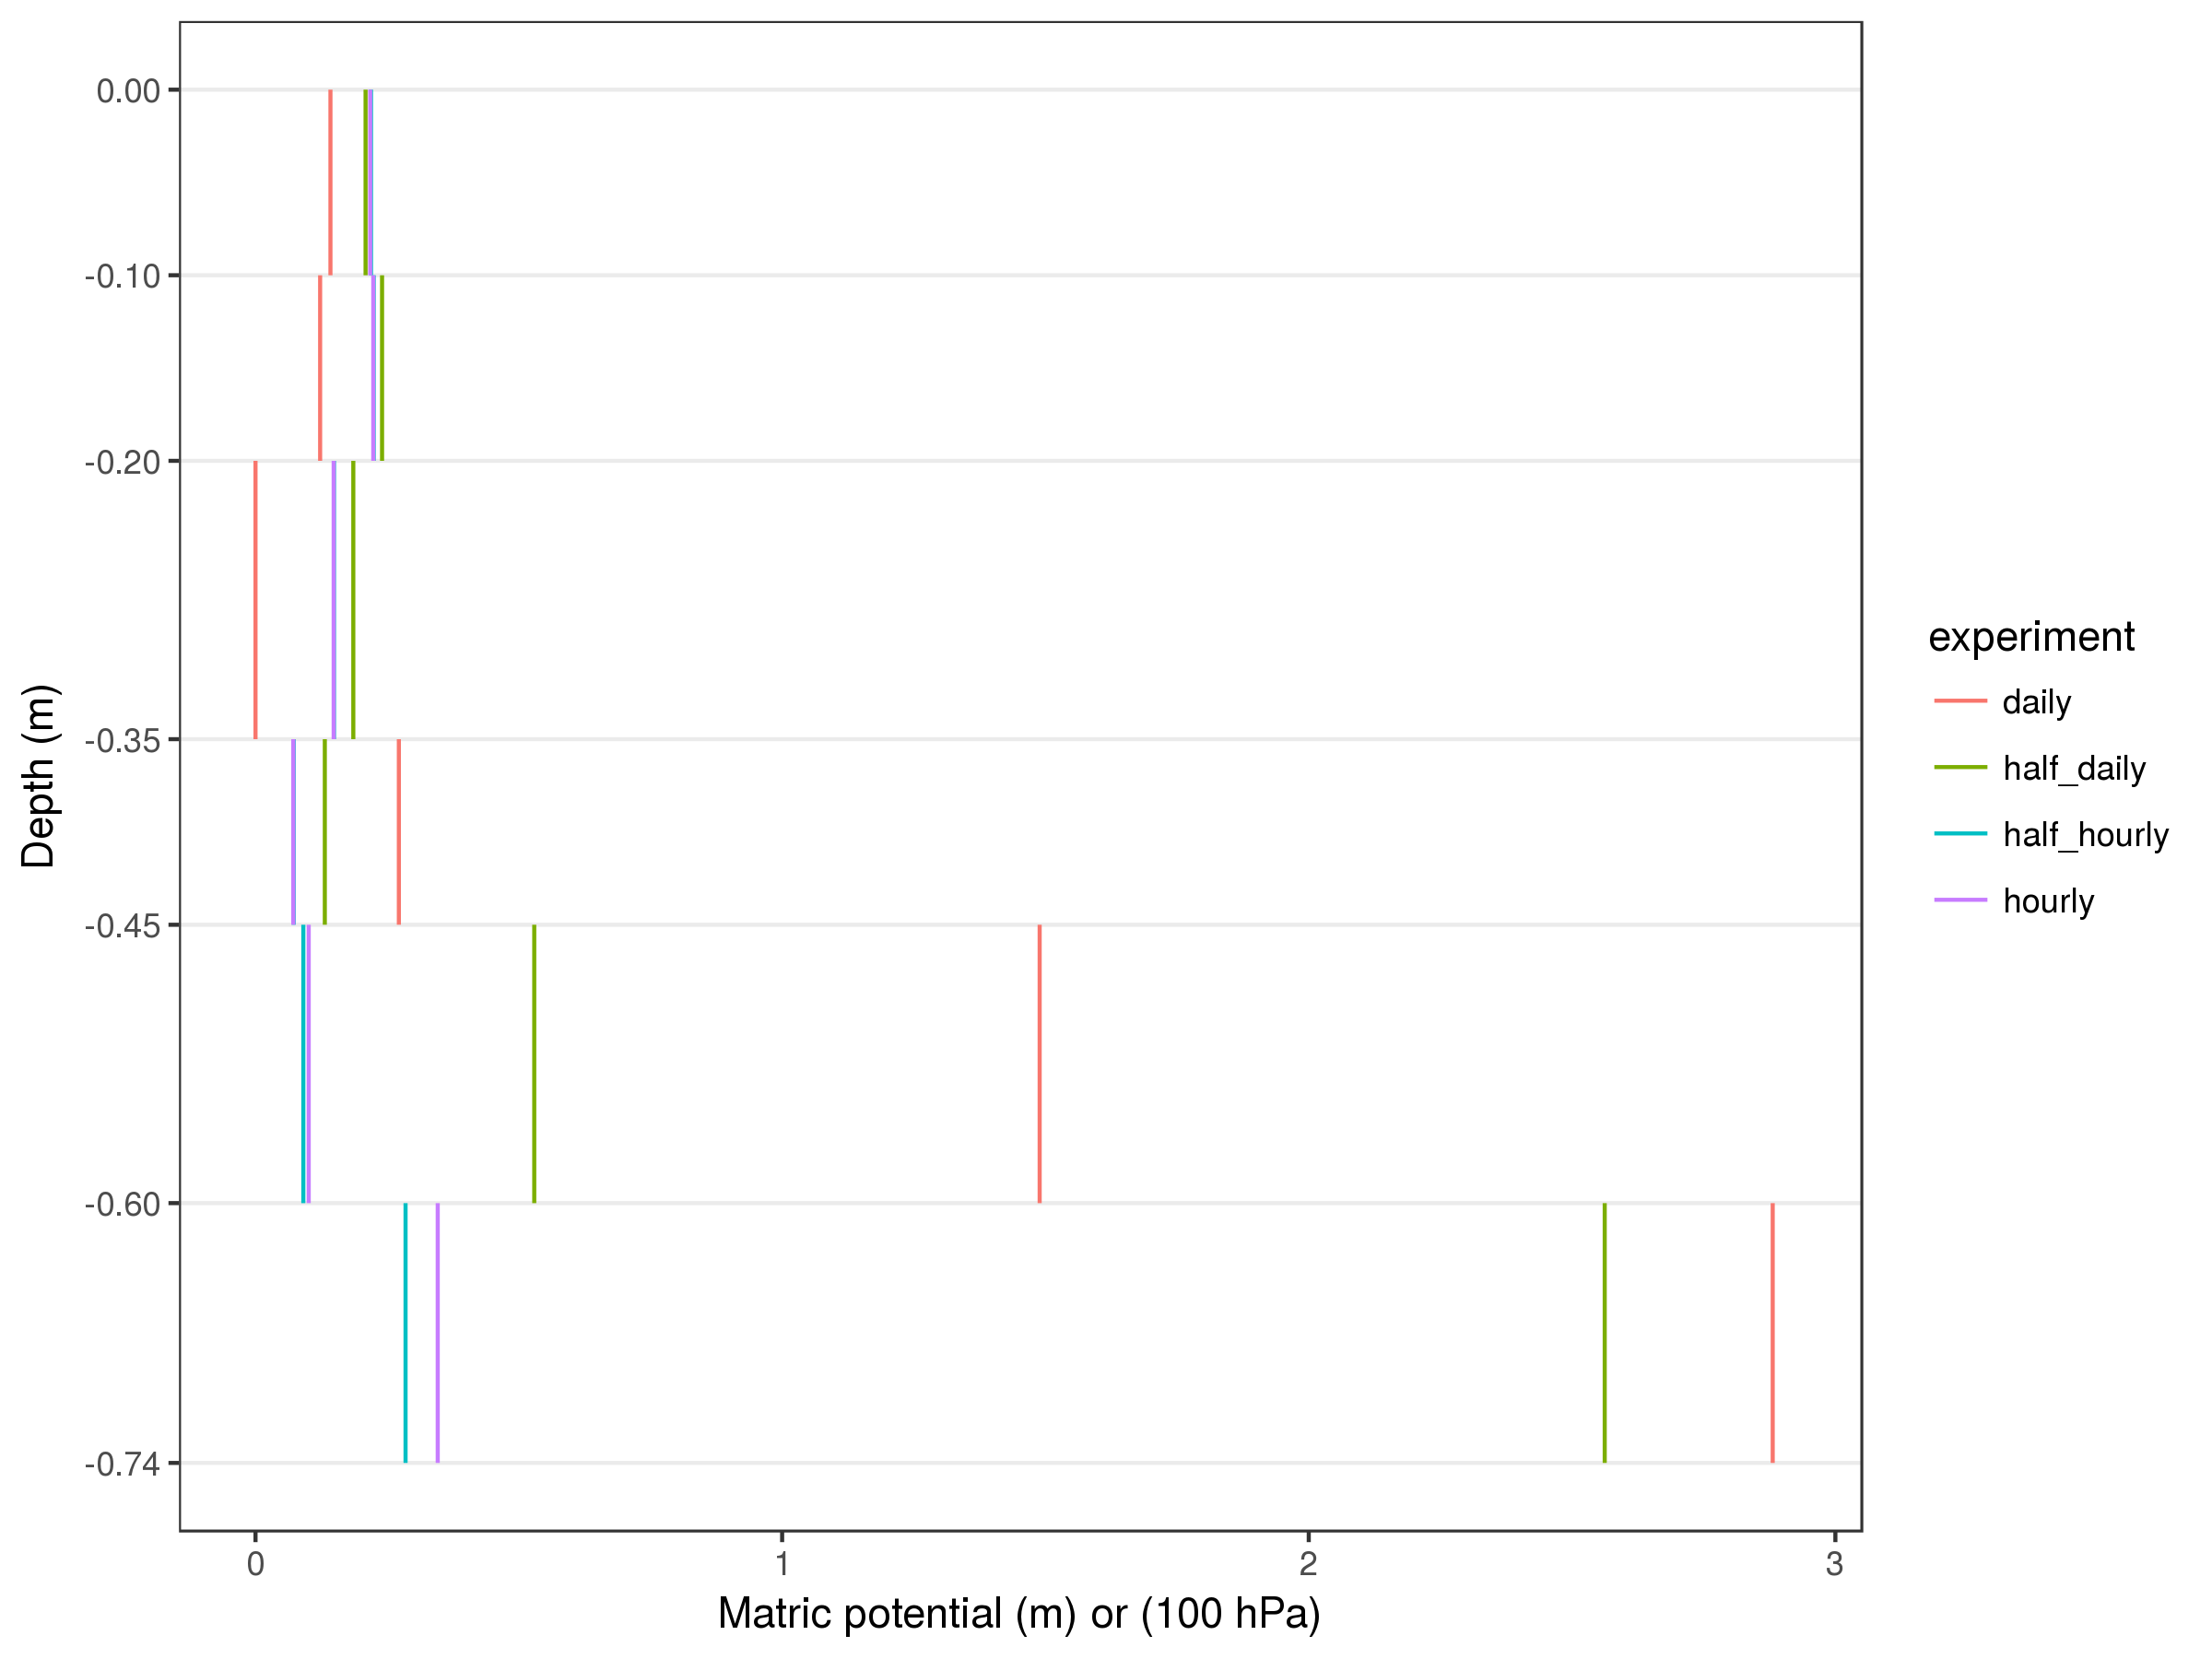 0.00
-0.10
-0.20
-0.35
-0.45
-0.60
-0.74
Depth (m)
0 1 2 3
Matric potential (m) or (100 hPa)
experiment
daily
half_daily
half_hourly
hourly